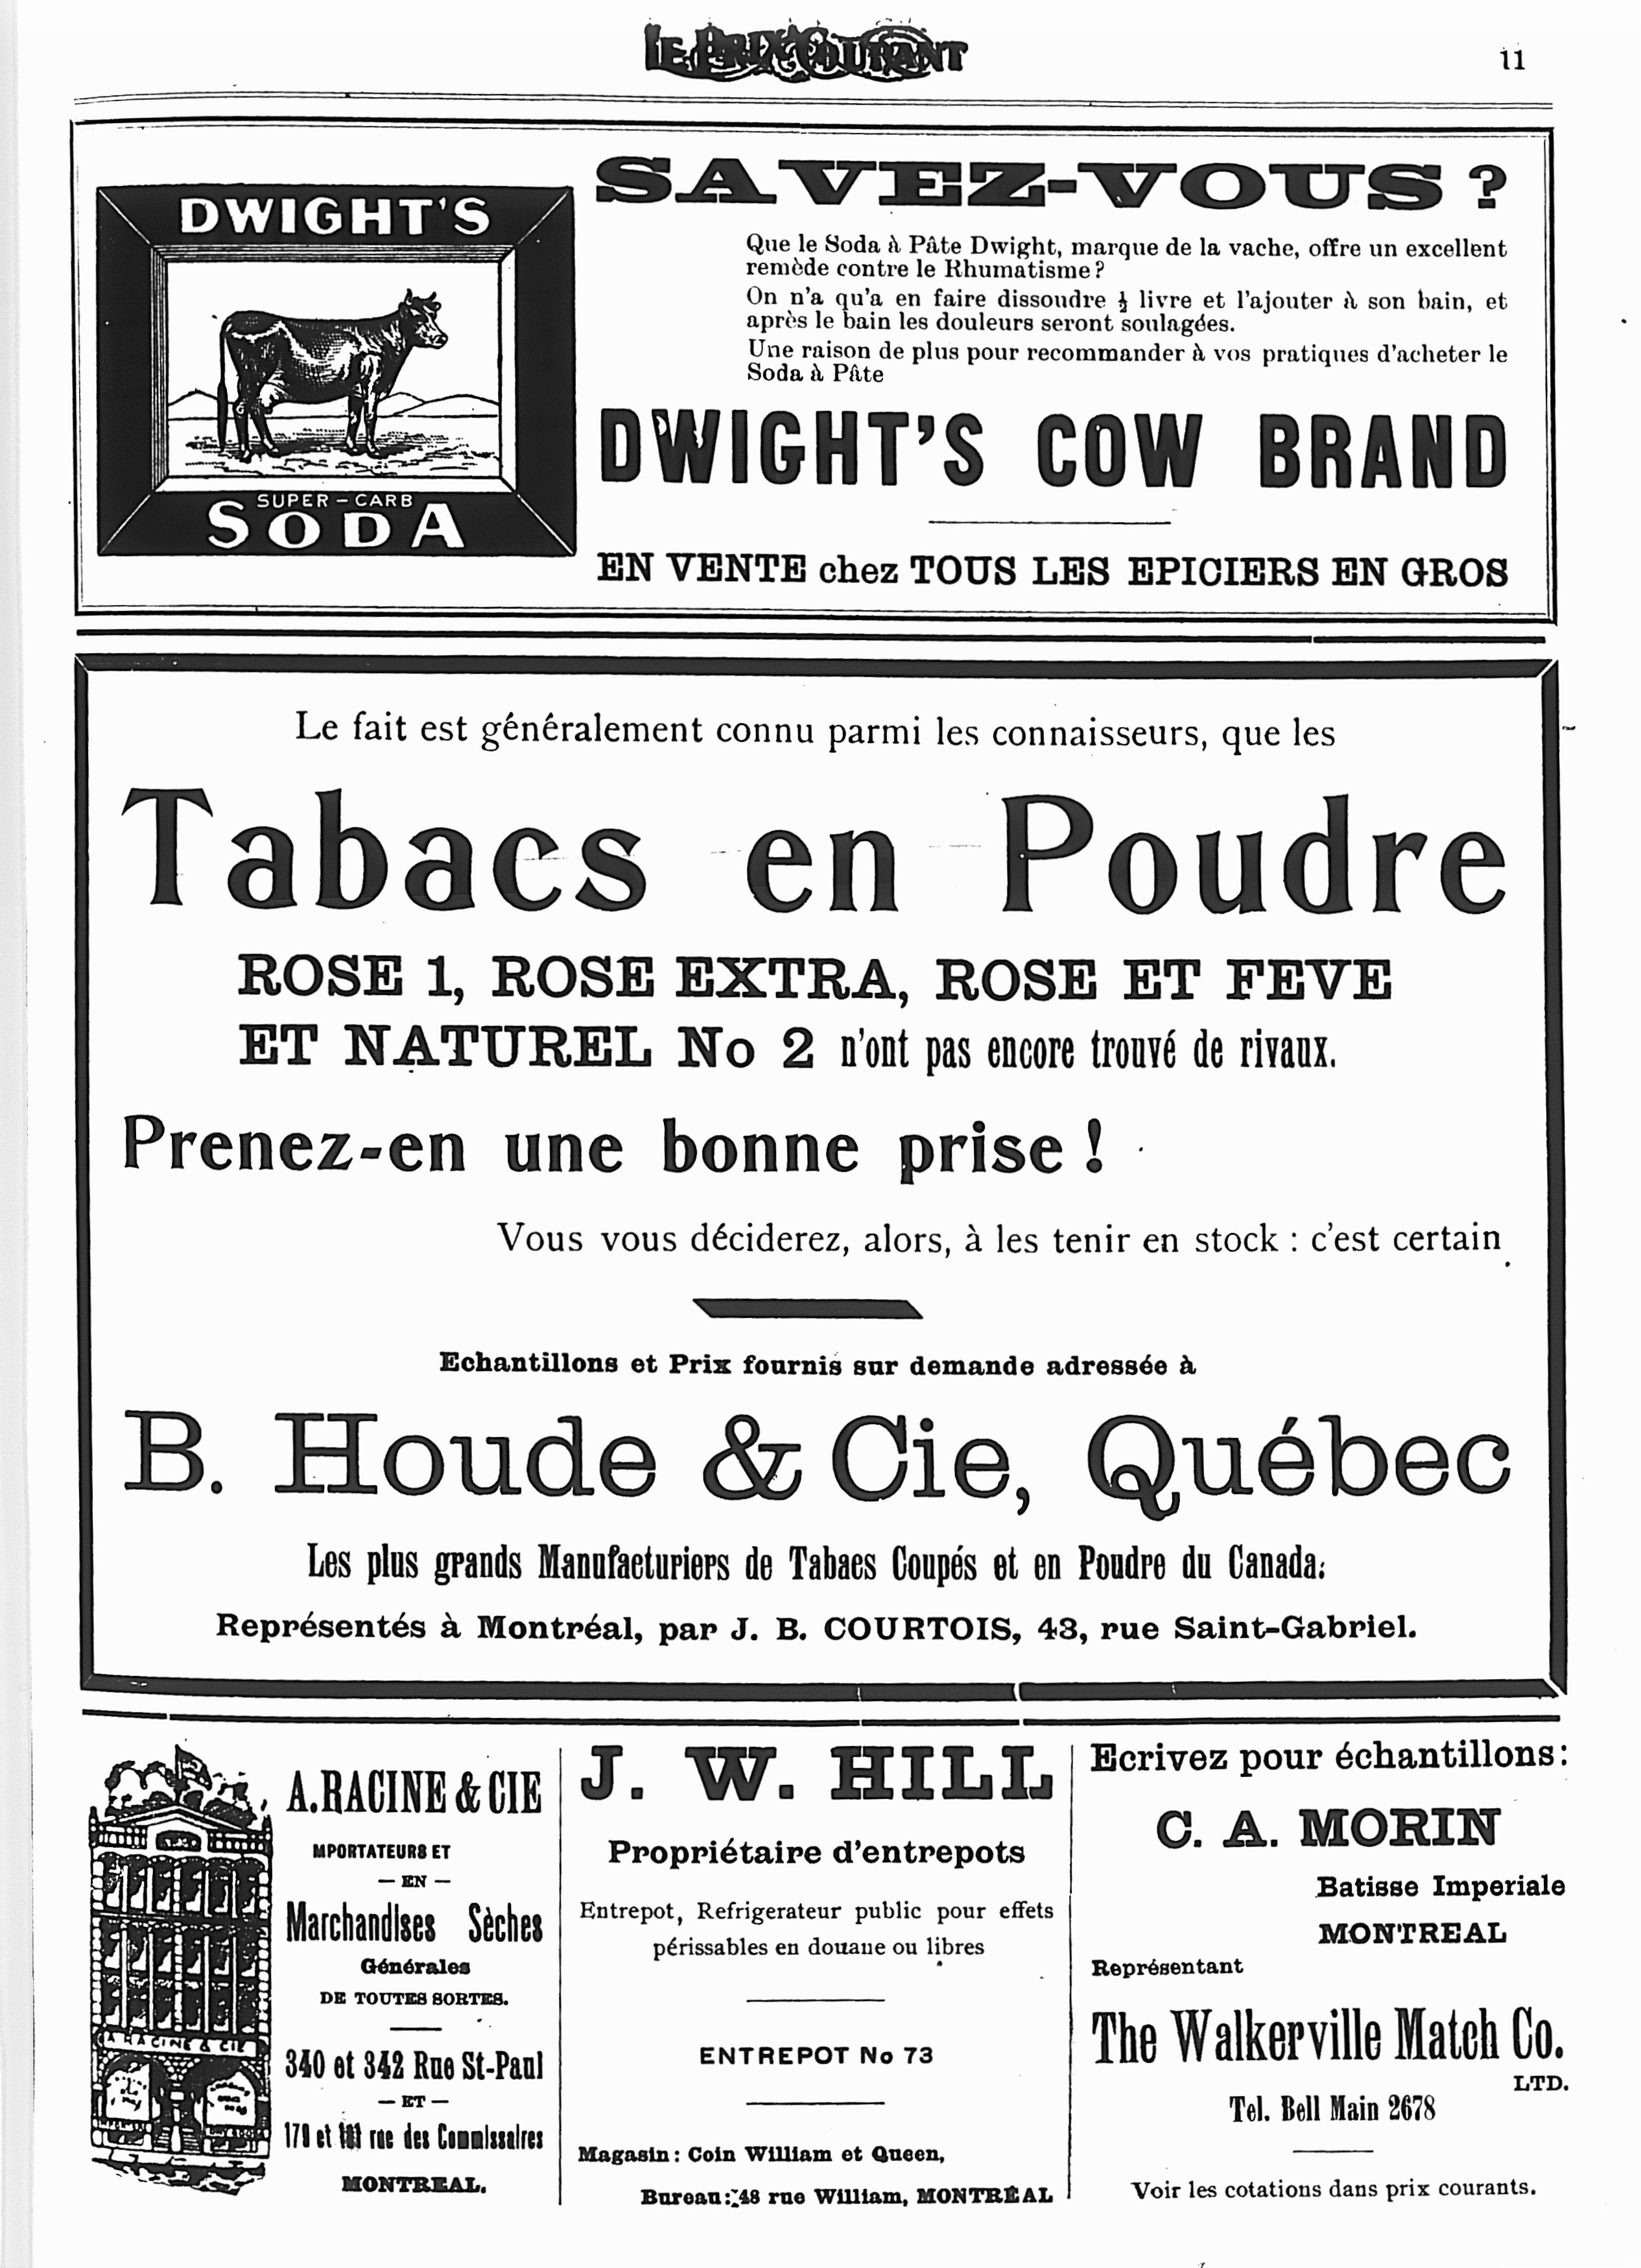 LE PRIX COURANT
11
DWIGHT'S
SUPER-CARB
SODA
SAVEZ-VOUS ?
Que le Soda à Pâte Dwight, marque de la vache, offre un excellent
remède contre le Rhumatisme ?
On n'a qu'a en faire dissoudre ½ livre et l'ajouter à son bain, et
après le bain les douleurs seront soulagées.
Une raison de plus pour recommander à vos pratiques d'acheter le
Soda à Pâte
DWIGHT'S COW BRAND
EN VENTE chez TOUS LES EPICIERS EN GROS
Le fait est généralement connu parmi les connaisseurs, que les
Tabacs en Poudre
ROSE 1, ROSE EXTRA, ROSE ET FEVE
ET NATUREL No 2 n'ont pas encore trouvé de rivaux.
Prenez-en une bonne prise !
Vous vous déciderez, alors, à les tenir en stock : c'est certain
Echantillons et Prix fournis sur demande adressée à
B. Houde & Cie, Québec
Les plus grands Manufacturiers de Tabacs Coupés et en Poudre du Canada.
Représentés à Montréal, par J. B. COURTOIS, 43, rue Saint-Gabriel.
A RACINE & CIE
A. RACINE & CIE
MPORTATEURS ET
— EN —
Marchandises Sèches
Générales
DE TOUTES SORTES.
340 et 342 Rue St-Paul
— ET —
et rue des Commissaires
MONTREAL.
J. W. HILL
Propriétaire d'entrepots
Entrepot, Refrigerateur public pour effets
périssables en douane ou libres
ENTREPOT No 73
Magasin : Coin William et Queen,
Bureau : 48 rue William, MONTRÉAL
Ecrivez pour échantillons :
C. A. MORIN
Batisse Imperiale
MONTREAL
Représentant
The Walkerville Match Co.
LTD.
Tel. Bell Main 2678
Voir les cotations dans prix courants.